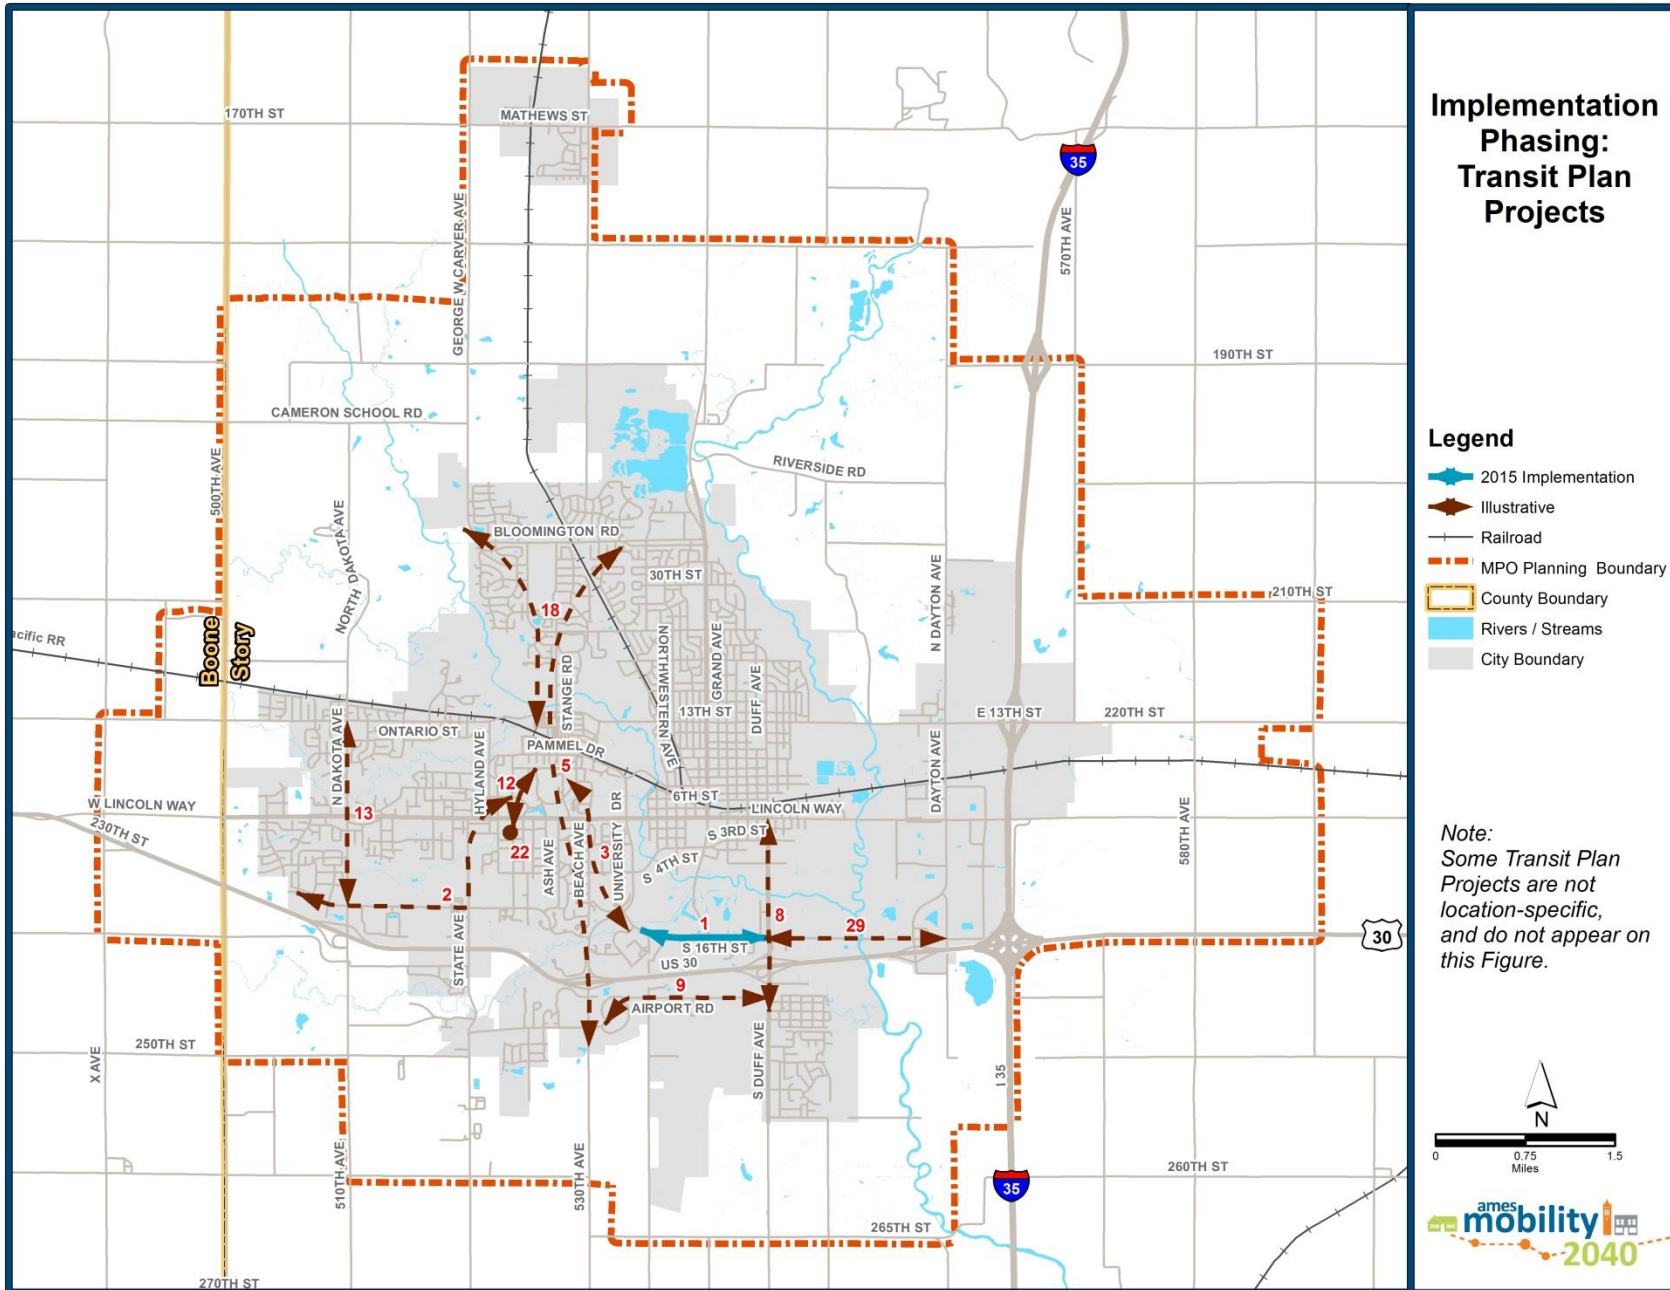 170TH ST
MATHEWS ST
35
GEORGE W CARVER AVE
570TH AVE
190TH ST
CAMERON SCHOOL RD
RIVERSIDE RD
500TH AVE
NORTH DAKOTA AVE
BLOOMINGTON RD
30TH ST
N DAYTON AVE
210TH ST
18
acific RR
Boone
Story
STANGE RD
NORTHWESTERN AVE
GRAND AVE
DUFF AVE
13TH ST
E 13TH ST
220TH ST
N DAKOTA AVE
ONTARIO ST
HYLAND AVE
PAMMEL DR
5
12
6TH ST
LINCOLN WAY
DAYTON AVE
W LINCOLN WAY
230TH ST
13
22
ASH AVE
BEACH AVE
3
UNIVERSITY DR
S 3RD ST
S 4TH ST
580TH AVE
2
STATE AVE
1
S 16TH ST
8
29
US 30
30
9
AIRPORT RD
S DUFF AVE
250TH ST
X AVE
I 35
510TH AVE
530TH AVE
260TH ST
35
265TH ST
270TH ST
Implementation
Phasing:
Transit Plan
Projects
Legend
2015 Implementation
Illustrative
Railroad
MPO Planning Boundary
County Boundary
Rivers / Streams
City Boundary
Note:
Some Transit Plan
Projects are not
location-specific,
and do not appear on
this Figure.
N
0 0.75 1.5
Miles
ames
mobility
2040